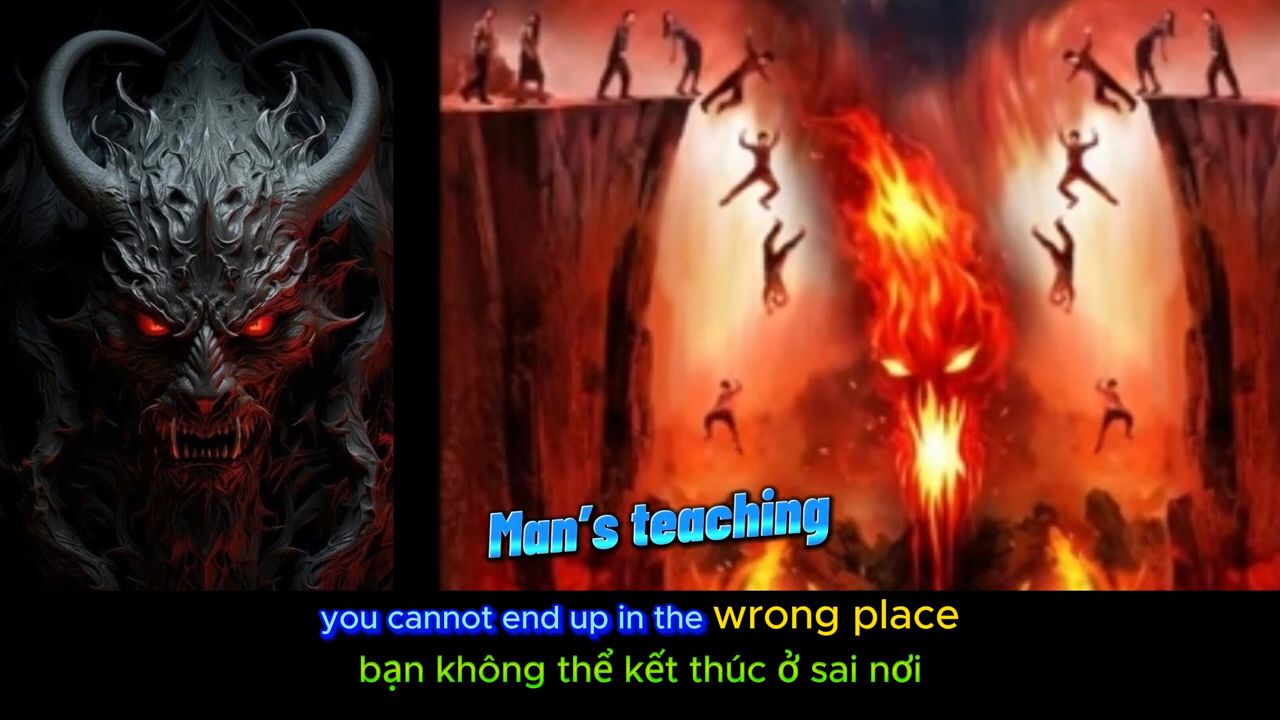 Man's teaching
you cannot end up in the wrong place
bạn không thể kết thúc ở sai nơi